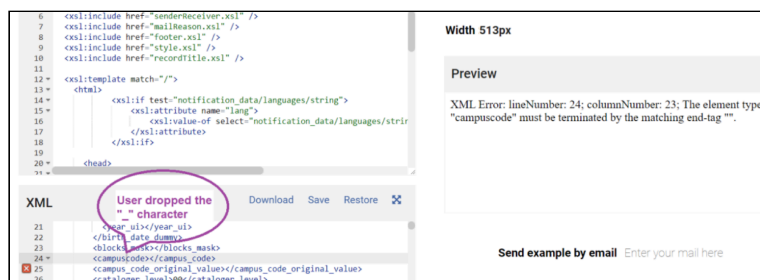 6 <xsl:include href="senderReceiver.xsl" />
7 <xsl:include href="mailReason.xsl" />
8 <xsl:include href="footer.xsl" />
9 <xsl:include href="style.xsl" />
10 <xsl:include href="recordTitle.xsl" />
11
12 <xsl:template match="/">
13 <html>
14 <xsl:if test="notification_data/languages/string">
15 <xsl:attribute name="lang">
16 <xsl:value-of select="notification_data/languages/strin
17 </xsl:attribute>
18 </xsl:if>
19
20 <head>
21
XML
User dropped the
"_" character
Download Save Restore
21 <year_ui></year_ui>
22 </birth_date_dummy>
23 <blocks_mask></blocks_mask>
24 <campuscode></campus_code>
25 <campus_code_original_value></campus_code_original_value>
26 <cataloger_level>00</cataloger_level>
Width 513px
Preview
XML Error: lineNumber: 24; columnNumber: 23; The element type
"campuscode" must be terminated by the matching end-tag "".
Send example by email Enter your mail here